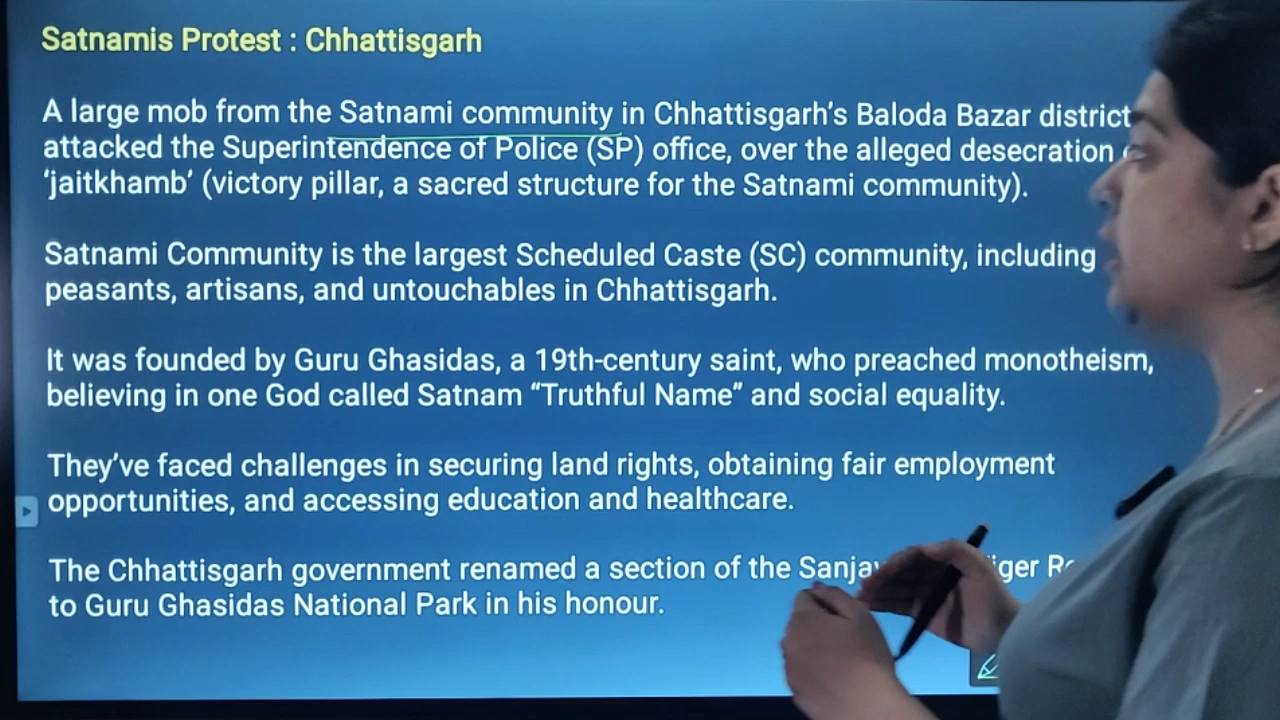 Satnamis Protest : Chhattisgarh
A large mob from the Satnami community in Chhattisgarh's Baloda Bazar district
attacked the Superintendence of Police (SP) office, over the alleged desecration
'jaitkhamb' (victory pillar, a sacred structure for the Satnami community).
Satnami Community is the largest Scheduled Caste (SC) community, including
peasants, artisans, and untouchables in Chhattisgarh.
It was founded by Guru Ghasidas, a 19th-century saint, who preached monotheism,
believing in one God called Satnam “Truthful Name” and social equality.
They've faced challenges in securing land rights, obtaining fair employment
opportunities, and accessing education and healthcare.
The Chhattisgarh government renamed a section of the
to Guru Ghasidas National Park in his honour.